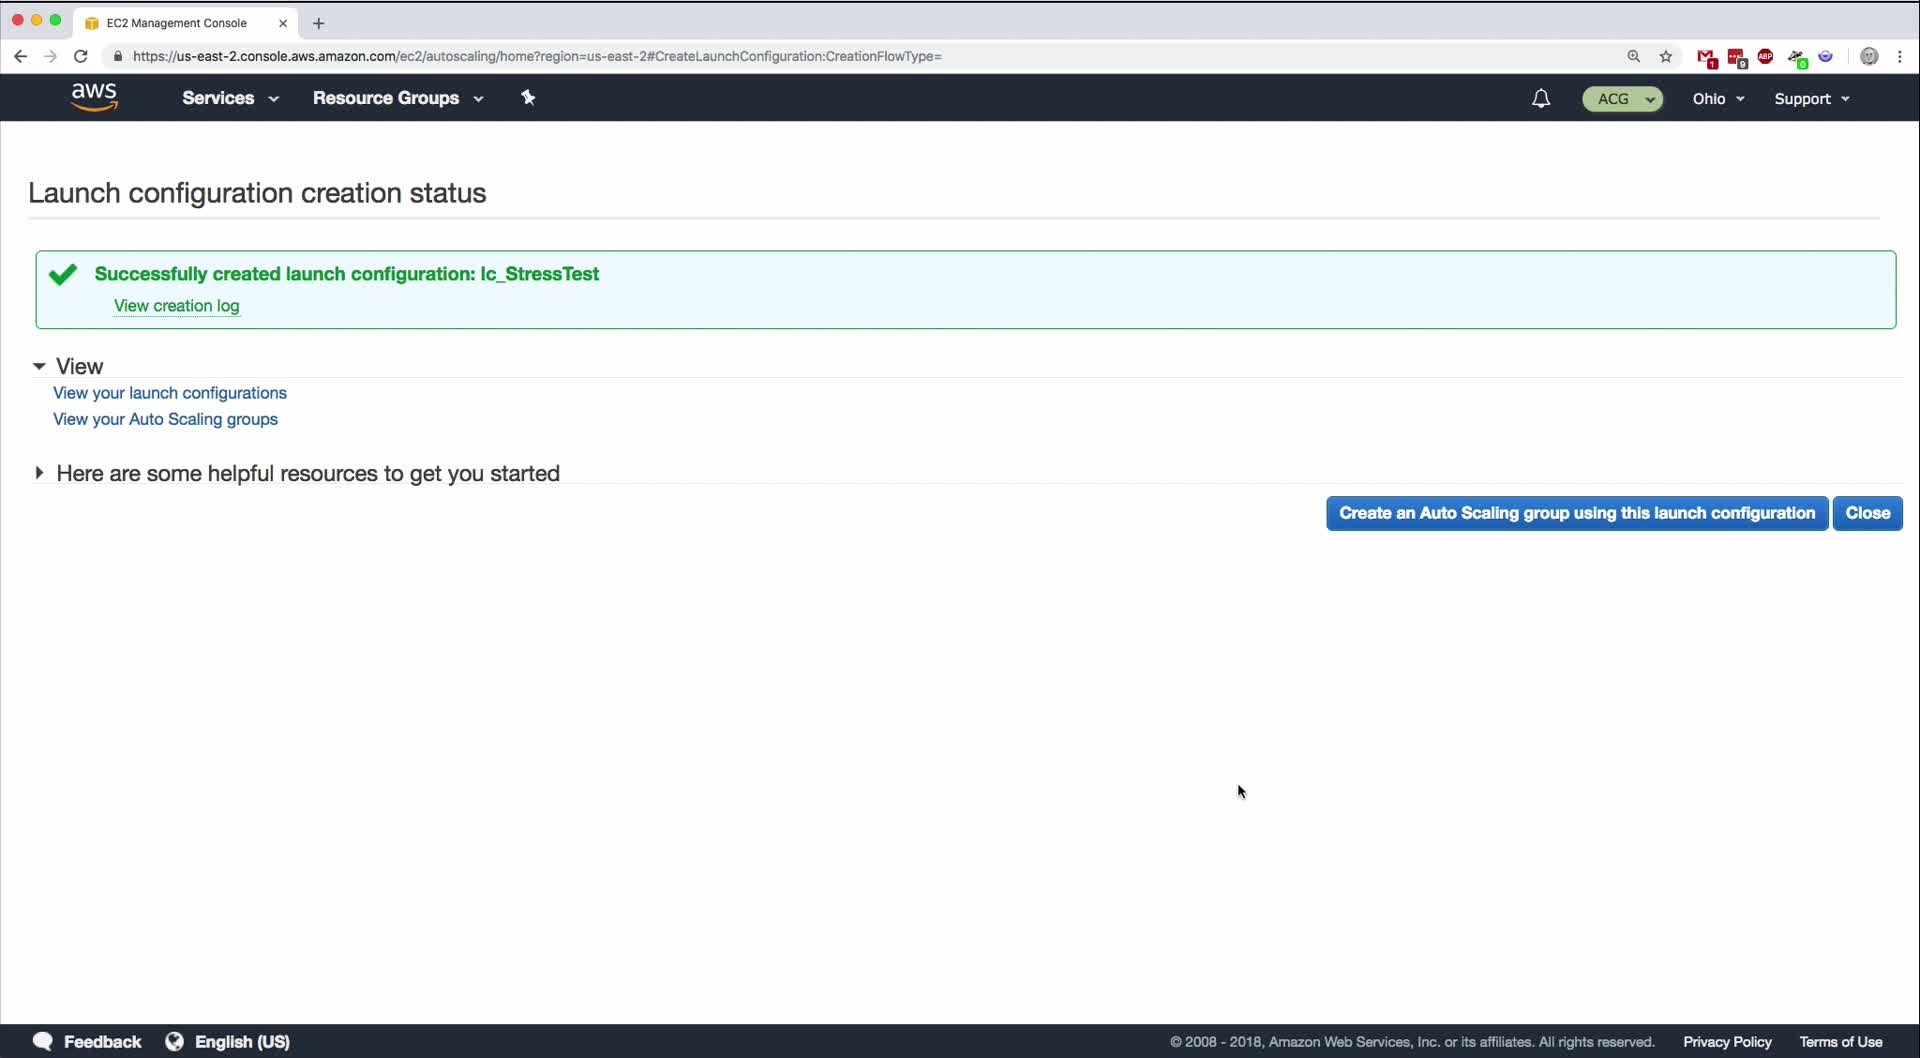 EC2 Management Console
https://us-east-2.console.aws.amazon.com/ec2/autoscaling/home?region=us-east-2#CreateLaunchConfiguration:CreationFlowType=
1
9
ABP
0
aws
Services
Resource Groups
ACG
Ohio
Support
Launch configuration creation status
Successfully created launch configuration: lc_StressTest
View creation log
View
View your launch configurations
View your Auto Scaling groups
Here are some helpful resources to get you started
Create an Auto Scaling group using this launch configuration
Close
Feedback
English (US)
© 2008 - 2018, Amazon Web Services, Inc. or its affiliates. All rights reserved.
Privacy Policy
Terms of Use